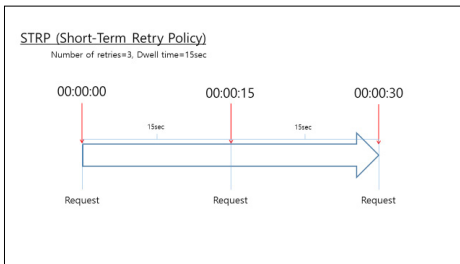 STRP (Short-Term Retry Policy)
Number of retries=3, Dwell time=15sec
00:00:00 00:00:15 00:00:30
15sec 15sec
Request Request Request